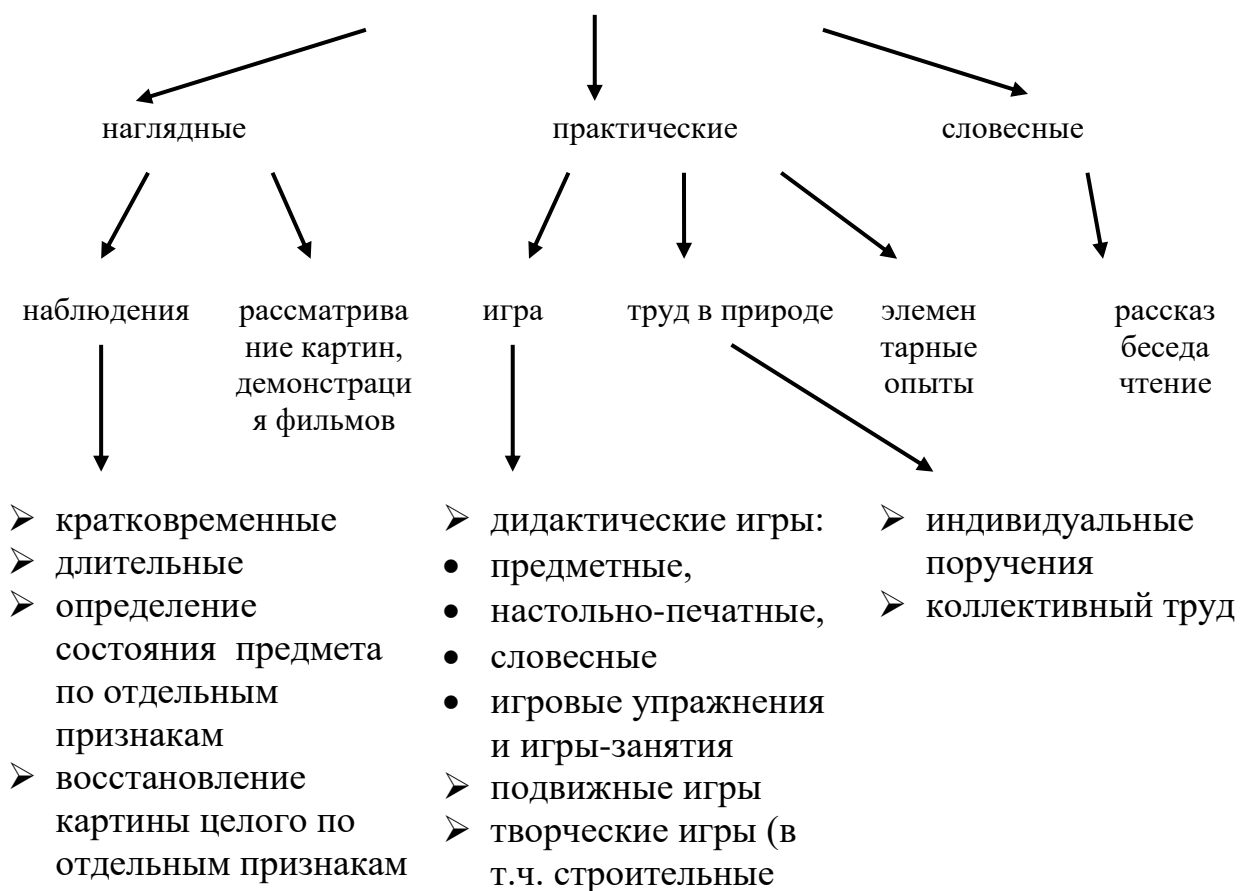 наглядные
практические
словесные
наблюдения
рассматрива
ние картин,
демонстраци
я фильмов
игра
труд в природе
элемен
тарные
опыты
рассказ
беседа
чтение
➢ кратковременные
➢ длительные
➢ определение
состояния предмета
по отдельным
признакам
➢ восстановление
картины целого по
отдельным признакам
➢ дидактические игры:
• предметные,
• настольно-печатные,
• словесные
• игровые упражнения
и игры-занятия
➢ подвижные игры
➢ творческие игры (в
т.ч. строительные
➢ индивидуальные
поручения
➢ коллективный труд